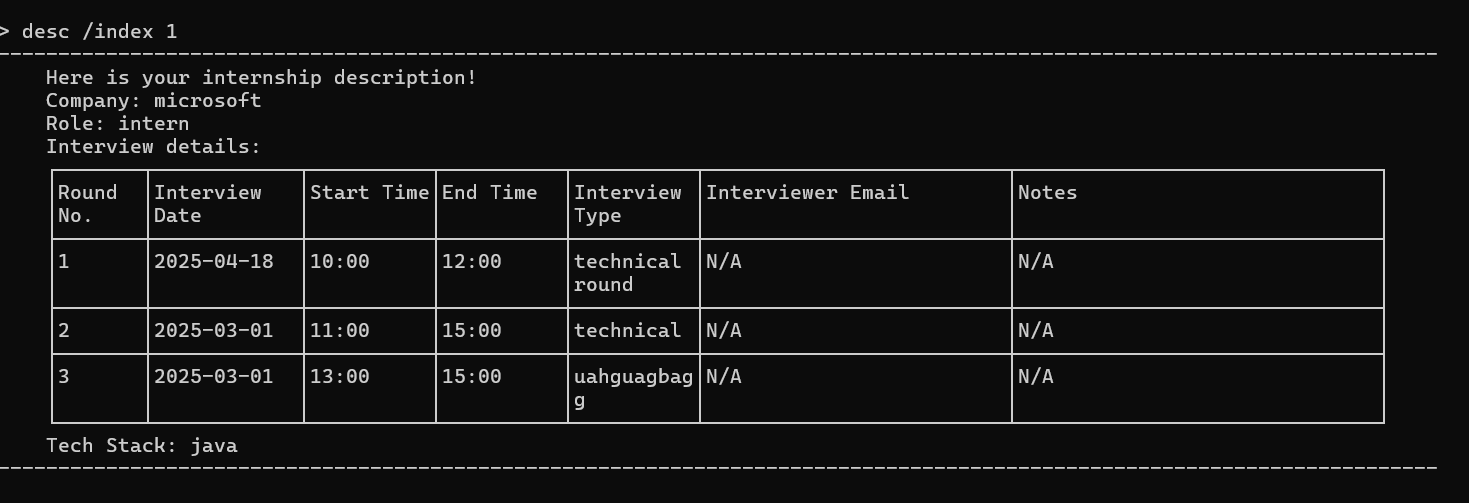 > desc /index 1
Here is your internship description!
Company: microsoft
Role: intern
Interview details:
Round No. Interview Date Start Time End Time Interview Type Interviewer Email Notes
1 2025-04-18 10:00 12:00 technical round N/A N/A
2 2025-03-01 11:00 15:00 technical N/A N/A
3 2025-03-01 13:00 15:00 uahguagbagg N/A N/A
Tech Stack: java